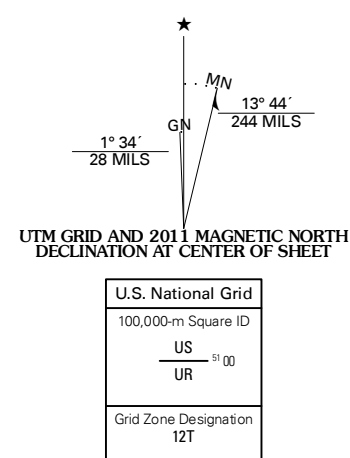 ★
MN
GN
13° 44´
244 MILS
1° 34´
28 MILS
UTM GRID AND 2011 MAGNETIC NORTH
DECLINATION AT CENTER OF SHEET
U.S. National Grid
100,000-m Square ID
US
51 00
UR
Grid Zone Designation
12T